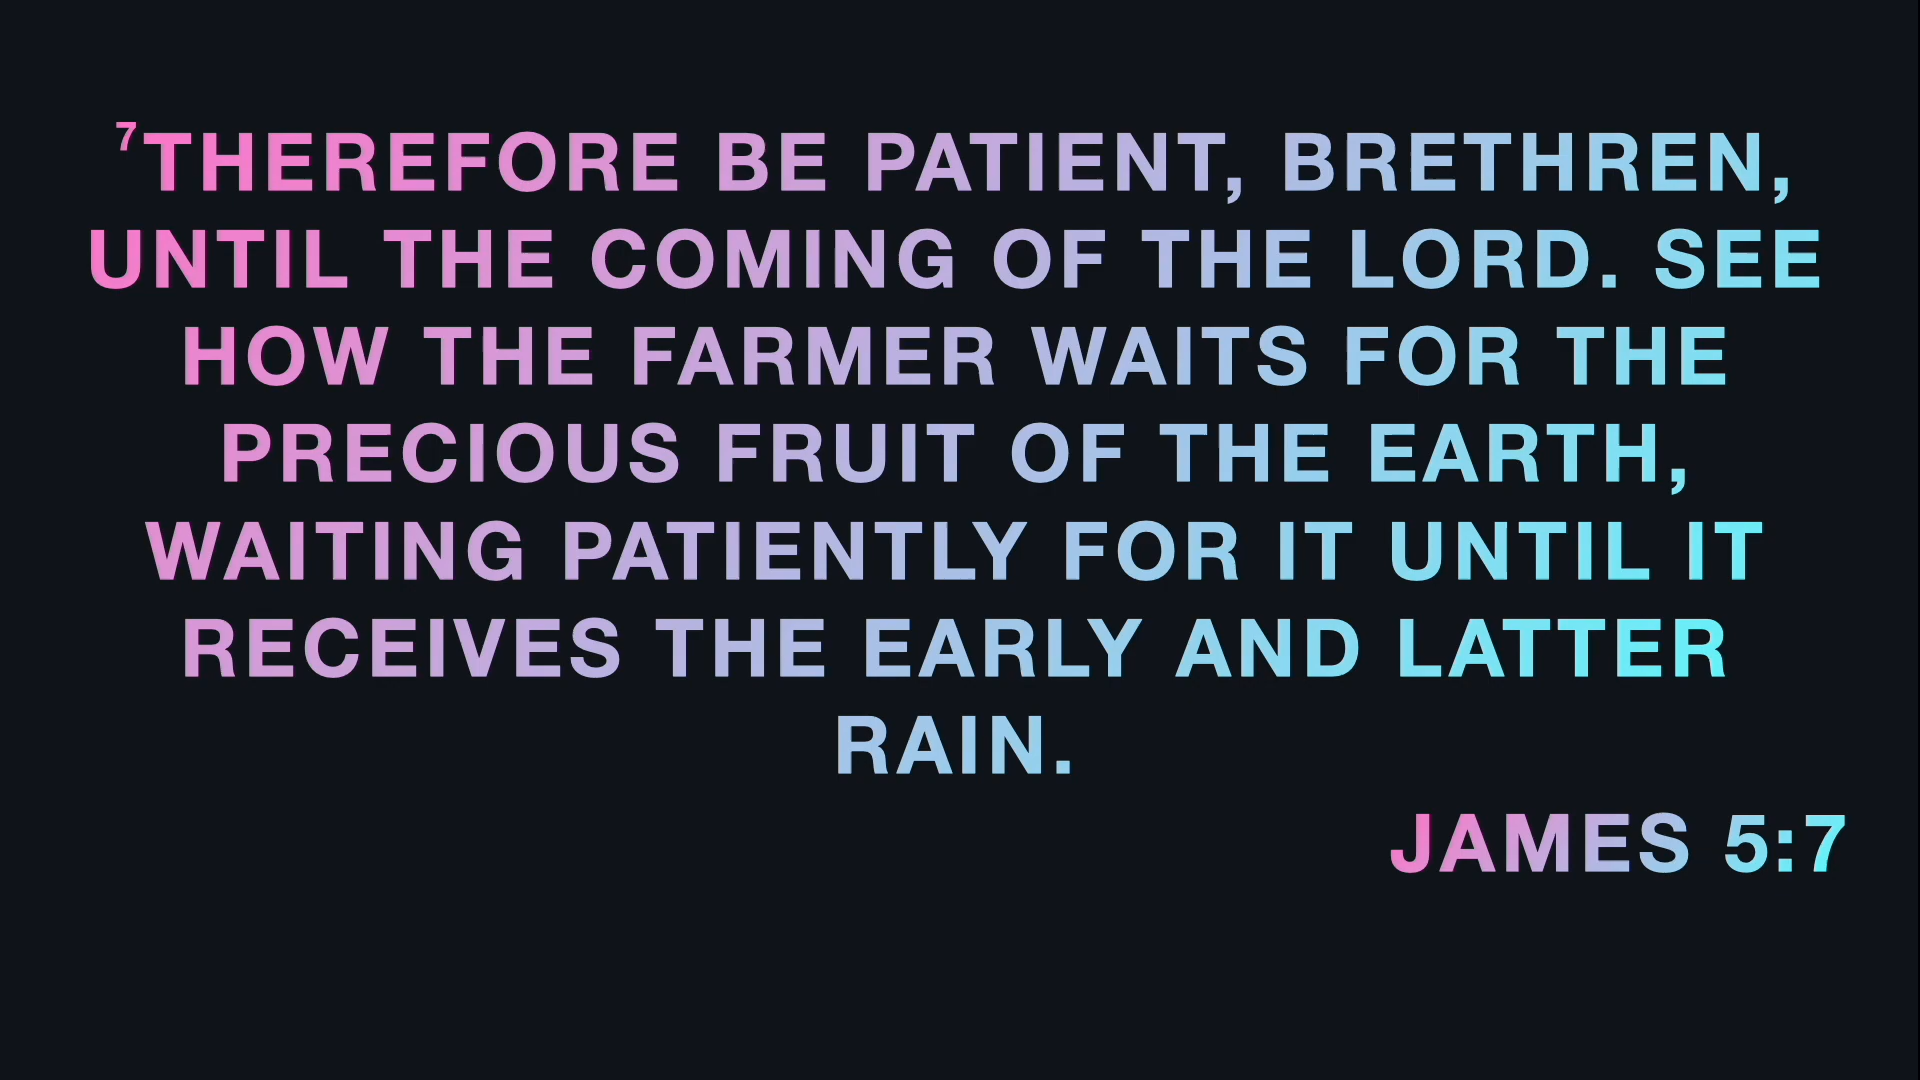 ⁷THEREFORE BE PATIENT, BRETHREN,
UNTIL THE COMING OF THE LORD. SEE
HOW THE FARMER WAITS FOR THE
PRECIOUS FRUIT OF THE EARTH,
WAITING PATIENTLY FOR IT UNTIL IT
RECEIVES THE EARLY AND LATTER
RAIN.
JAMES 5:7